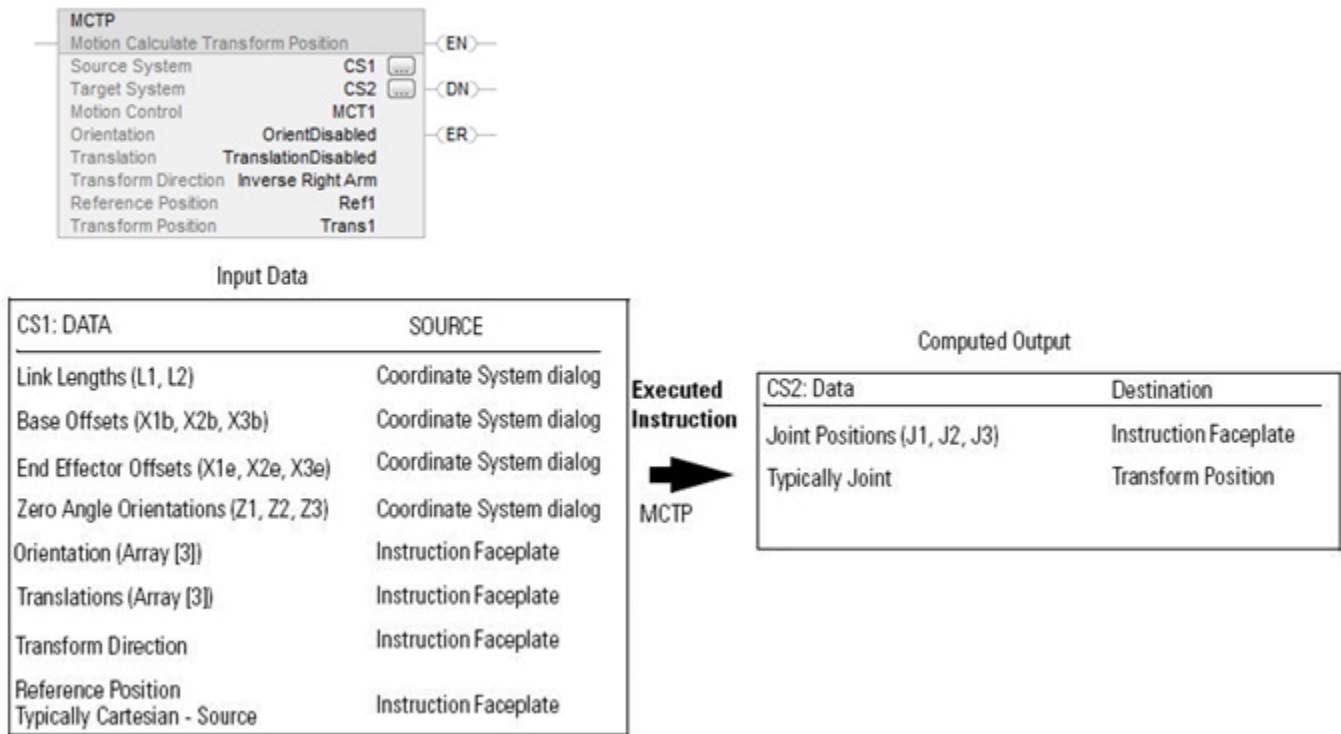 MCTP
Motion Calculate Transform Position
EN
Source System CS1 ...
Target System CS2 ...
DN
Motion Control MCT1
Orientation OrientDisabled
ER
Translation TranslationDisabled
Transform Direction Inverse Right Arm
Reference Position Ref1
Transform Position Trans1
Input Data
CS1: DATA SOURCE
Link Lengths (L1, L2) Coordinate System dialog
Base Offsets (X1b, X2b, X3b) Coordinate System dialog
End Effector Offsets (X1e, X2e, X3e) Coordinate System dialog
Zero Angle Orientations (Z1, Z2, Z3) Coordinate System dialog
Orientation (Array [3]) Instruction Faceplate
Translations (Array [3]) Instruction Faceplate
Transform Direction Instruction Faceplate
Reference Position
Typically Cartesian - Source Instruction Faceplate
Executed
Instruction
MCTP
Computed Output
CS2: Data Destination
Joint Positions (J1, J2, J3) Instruction Faceplate
Typically Joint Transform Position